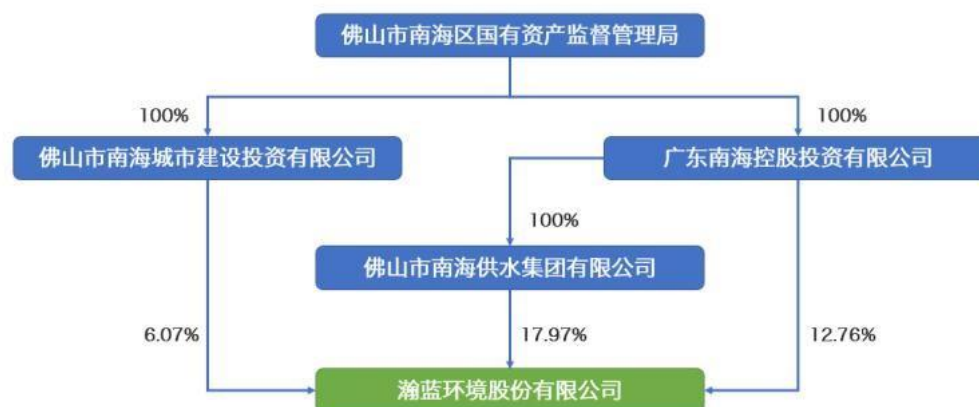 佛山市南海区国有资产监督管理局
100%
100%
佛山市南海城市建设投资有限公司
广东南海控股投资有限公司
100%
佛山市南海供水集团有限公司
6.07%
17.97%
12.76%
瀚蓝环境股份有限公司